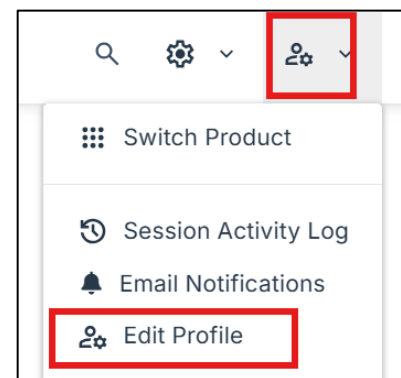 Switch Product
Session Activity Log
Email Notifications
Edit Profile